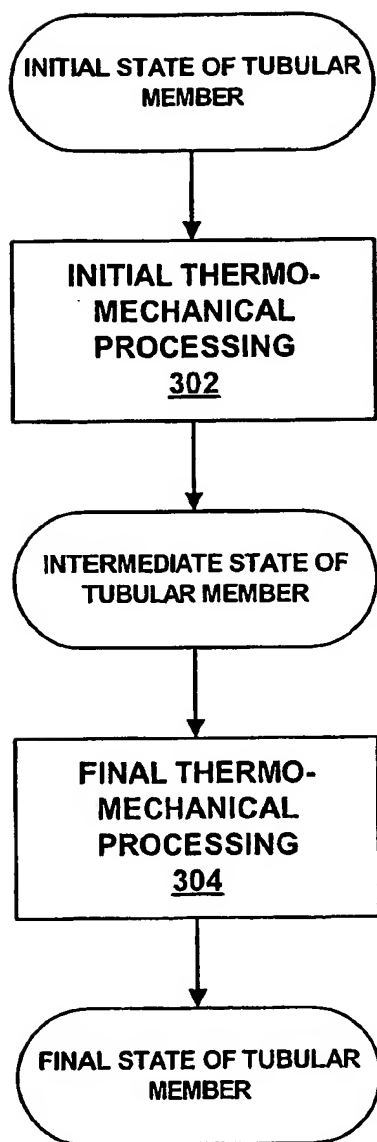 INITIAL STATE OF TUBULAR
MEMBER
INITIAL THERMO-
MECHANICAL
PROCESSING
302
INTERMEDIATE STATE OF
TUBULAR MEMBER
FINAL THERMO-
MECHANICAL
PROCESSING
304
FINAL STATE OF TUBULAR
MEMBER